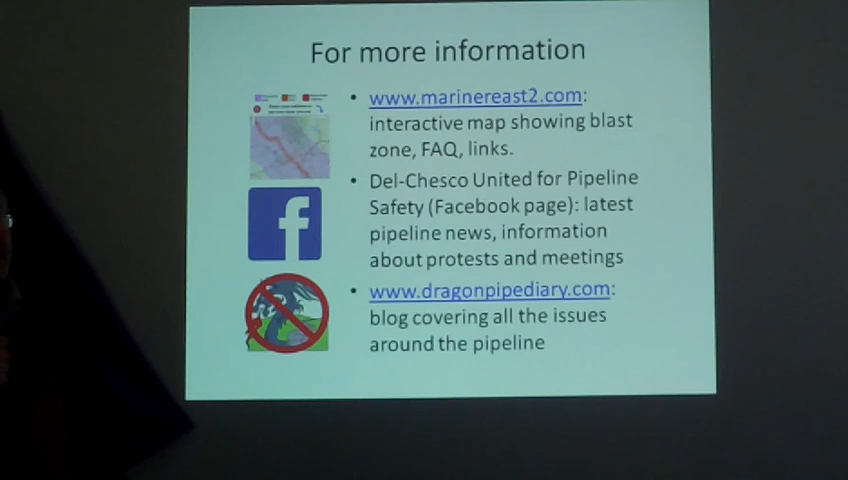 For more information
• www.marinereast2.com:
interactive map showing blast
zone, FAQ, links.
• Del-Chesco United for Pipeline
Safety (Facebook page): latest
pipeline news, information
about protests and meetings
• www.dragonpipediary.com:
blog covering all the issues
around the pipeline
f